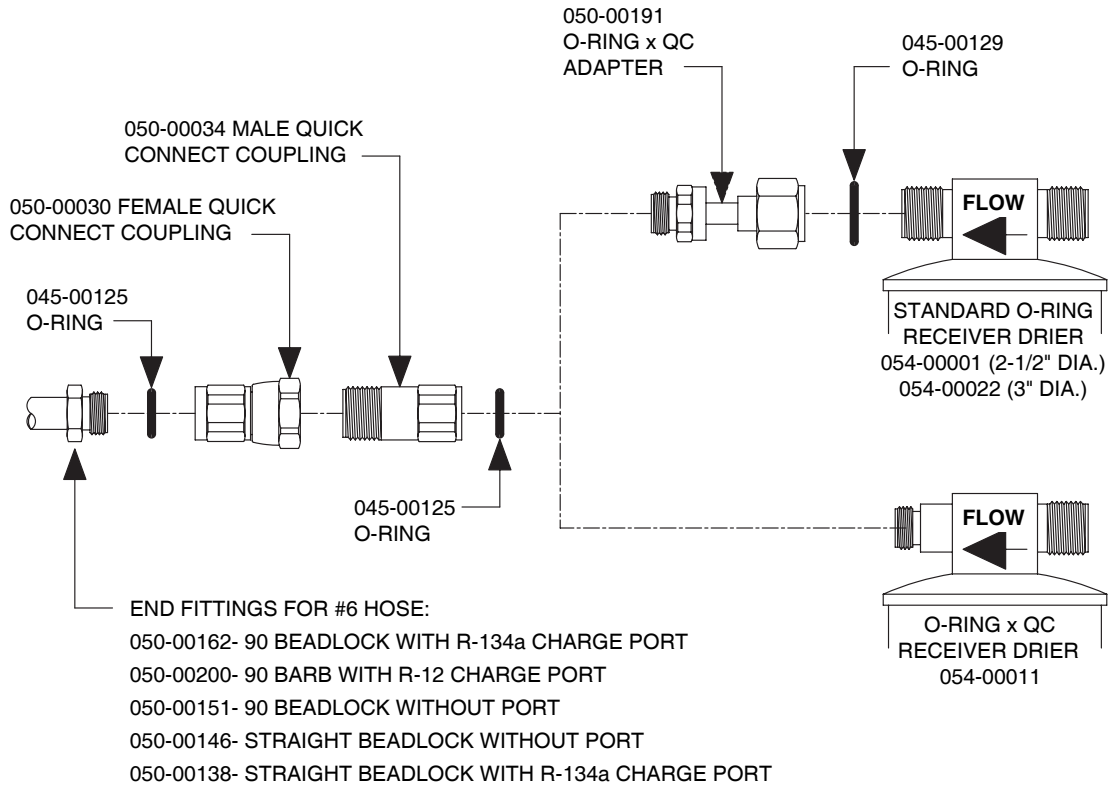 050-00191
O-RING x QC
ADAPTER
045-00129
O-RING
050-00034 MALE QUICK
CONNECT COUPLING
050-00030 FEMALE QUICK
CONNECT COUPLING
045-00125
O-RING
FLOW
STANDARD O-RING
RECEIVER DRIER
054-00001 (2-1/2" DIA.)
054-00022 (3" DIA.)
045-00125
O-RING
FLOW
O-RING x QC
RECEIVER DRIER
054-00011
END FITTINGS FOR #6 HOSE:
050-00162- 90 BEADLOCK WITH R-134a CHARGE PORT
050-00200- 90 BARB WITH R-12 CHARGE PORT
050-00151- 90 BEADLOCK WITHOUT PORT
050-00146- STRAIGHT BEADLOCK WITHOUT PORT
050-00138- STRAIGHT BEADLOCK WITH R-134a CHARGE PORT